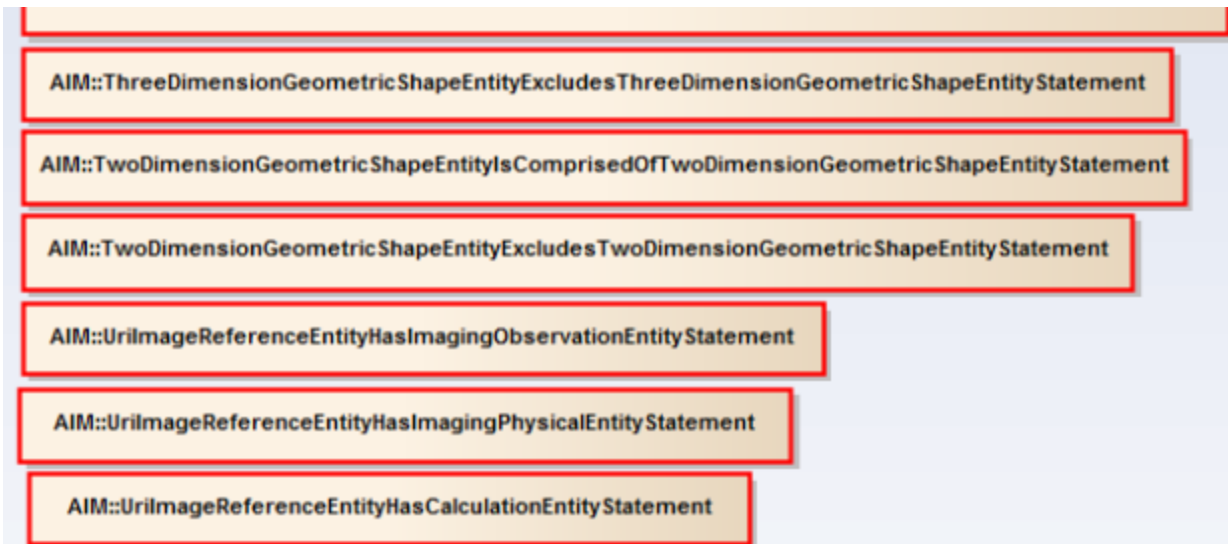 AIM::ThreeDimensionGeometricShapeEntityExcludesThreeDimensionGeometricShapeEntityStatement
AIM::TwoDimensionGeometricShapeEntityIsComprisedOfTwoDimensionGeometricShapeEntityStatement
AIM::TwoDimensionGeometricShapeEntityExcludesTwoDimensionGeometricShapeEntityStatement
AIM::UriImageReferenceEntityHasImagingObservationEntityStatement
AIM::UriImageReferenceEntityHasImagingPhysicalEntityStatement
AIM::UriImageReferenceEntityHasCalculationEntityStatement